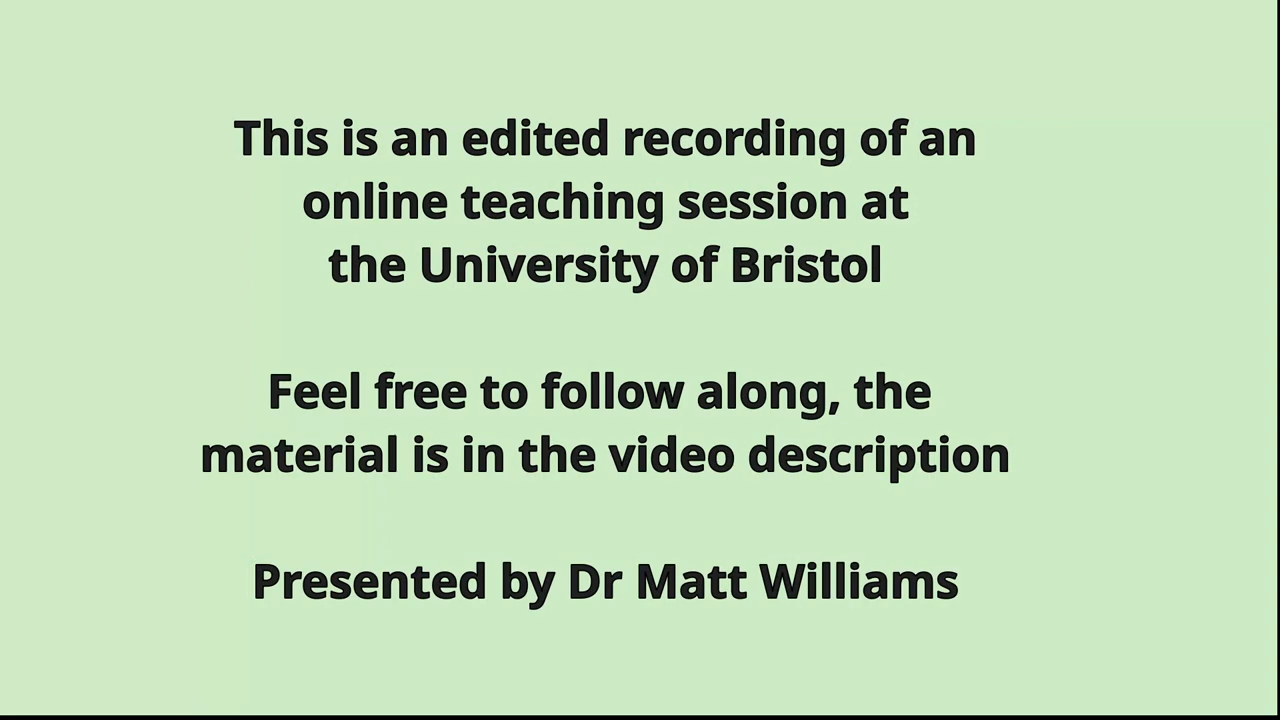 This is an edited recording of an
online teaching session at
the University of Bristol
Feel free to follow along, the
material is in the video description
Presented by Dr Matt Williams